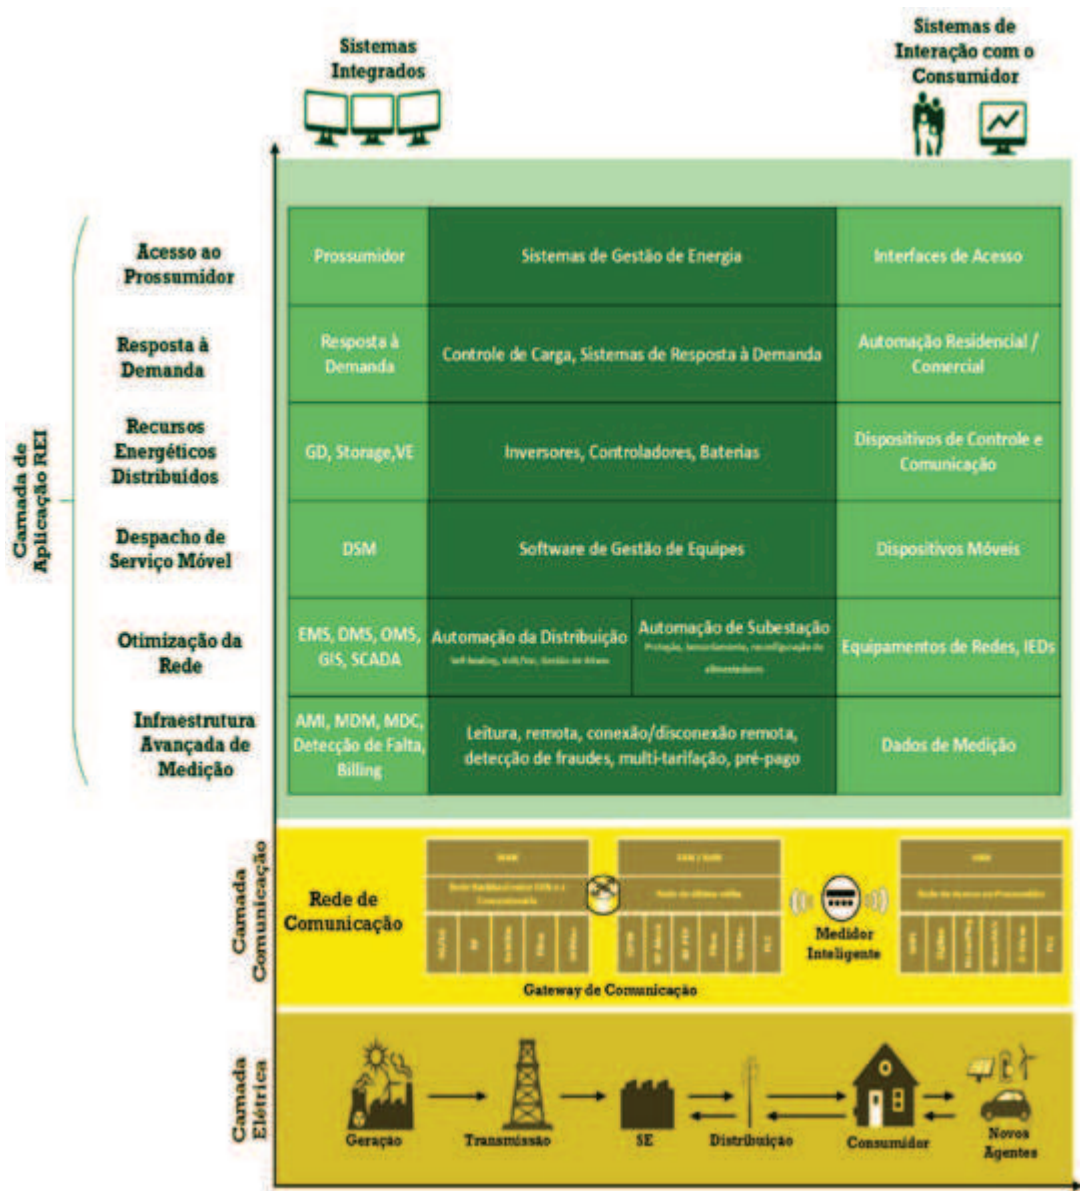 Sistemas
Integrados
Sistemas de
Interação com o
Consumidor
Camada de
Aplicação REI
Acesso ao
Prossumidor
Prossumidor
Sistemas de Gestão de Energia
Interfaces de Acesso
Resposta à
Demanda
Resposta à
Demanda
Controle de Carga, Sistemas de Resposta à Demanda
Automação Residencial /
Comercial
Recursos
Energéticos
Distribuídos
GD, Storage,VE
Inversores, Controladores, Baterias
Dispositivos de Controle e
Comunicação
Despacho de
Serviço Móvel
DSM
Software de Gestão de Equipes
Dispositivos Móveis
Otimização da
Rede
EMS, DMS, OMS,
GIS, SCADA
Automação da Distribuição
Automação de Subestação
Equipamentos de Redes, IEDs
Infraestrutura
Avançada de
Medição
AMI, MDM, MDC,
Detecção de Falta,
Billing
Leitura, remota, conexão/disconexão remota,
detecção de fraudes, multi-tarifação, pré-pago
Dados de Medição
Camada
Comunicação
Rede de
Comunicação
Medidor
Inteligente
Gateway de Comunicação
Camada
Elétrica
Geração
Transmissão
SE
Distribuição
Consumidor
Novos
Agentes